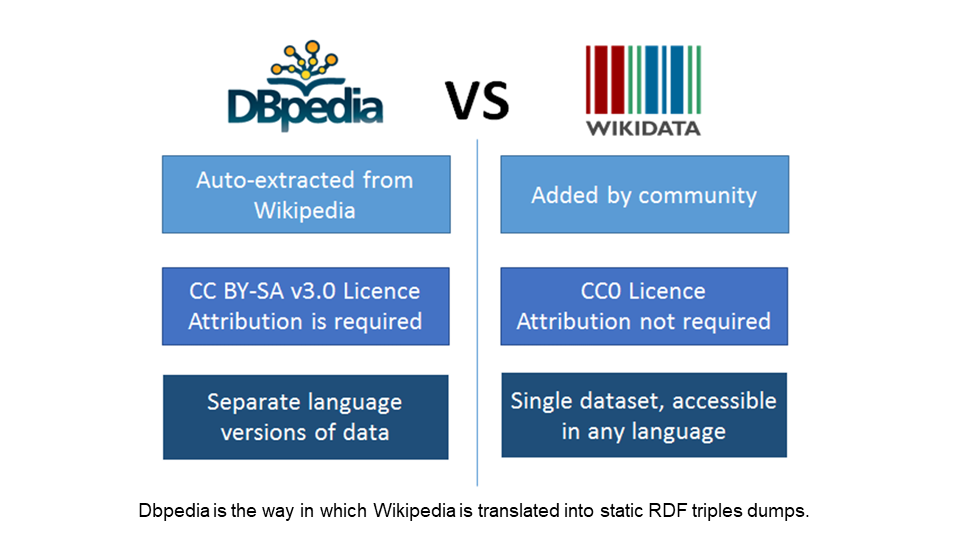 DBpedia
VS
WIKIDATA
Auto-extracted from
Wikipedia
Added by community
CC BY-SA v3.0 Licence
Attribution is required
CC0 Licence
Attribution not required
Separate language
versions of data
Single dataset, accessible
in any language
Dbpedia is the way in which Wikipedia is translated into static RDF triples dumps.